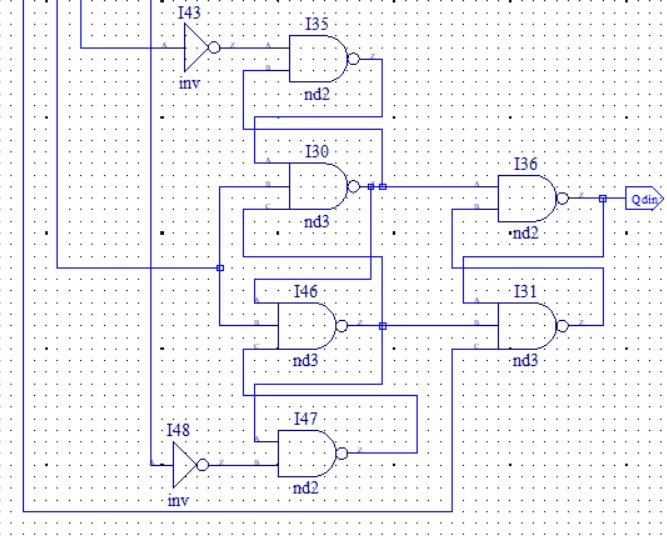 I43
A
Z
inv
I35
A
B
Z
nd2
I30
A
B
C
Z
nd3
I36
A
B
Z
nd2
Qdin
I46
A
B
C
Z
nd3
I31
A
B
C
Z
nd3
I48
A
Z
inv
I47
A
B
Z
nd2